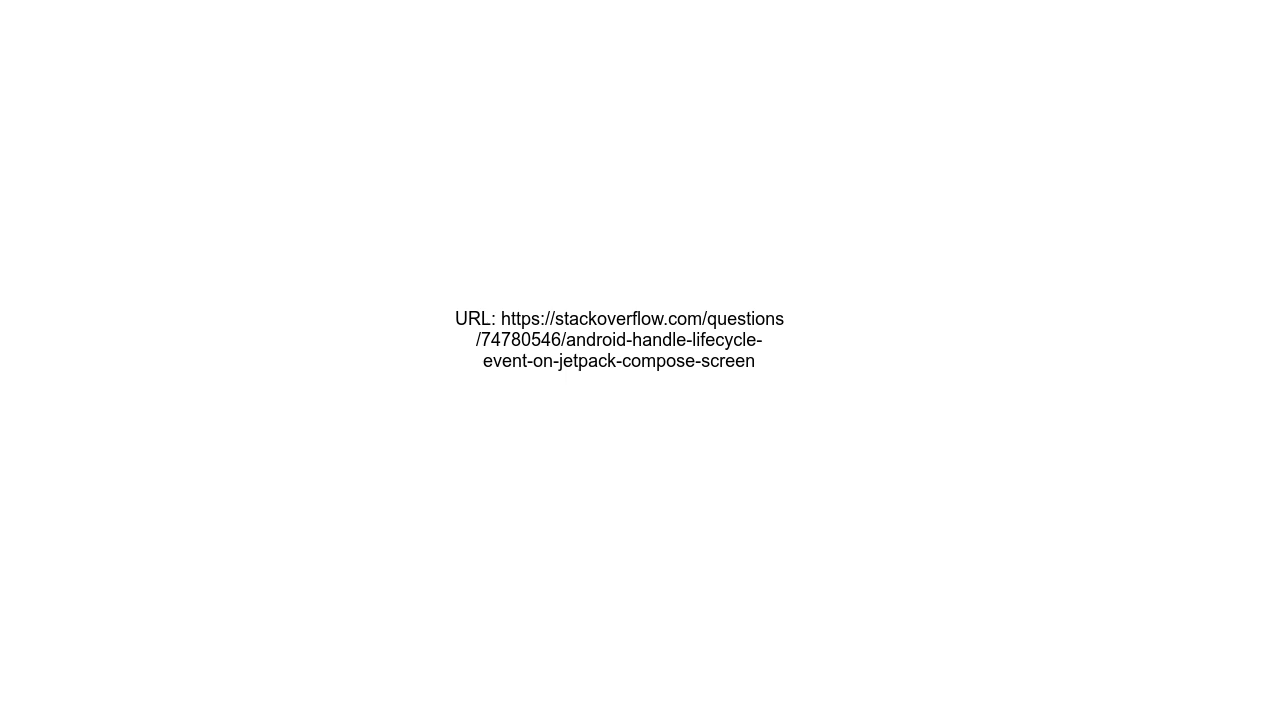 URL: https://stackoverflow.com/questions
/74780546/android-handle-lifecycle-
event-on-jetpack-compose-screen